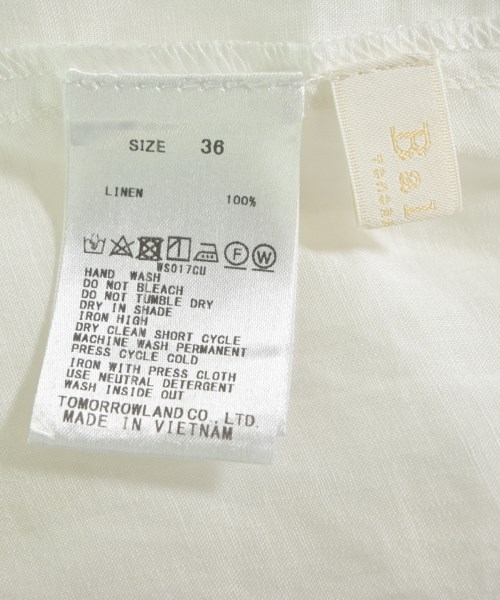 SIZE 36
LINEN 100%
F W
WS017CU
HAND WASH
DO NOT BLEACH
DO NOT TUMBLE DRY
DRY IN SHADE
IRON HIGH
DRY CLEAN SHORT CYCLE
MACHINE WASH PERMANENT
PRESS CYCLE COLD
IRON WITH PRESS CLOTH
USE NEUTRAL DETERGENT
WASH INSIDE OUT
TOMORROWLAND CO., LTD.
MADE IN VIETNAM